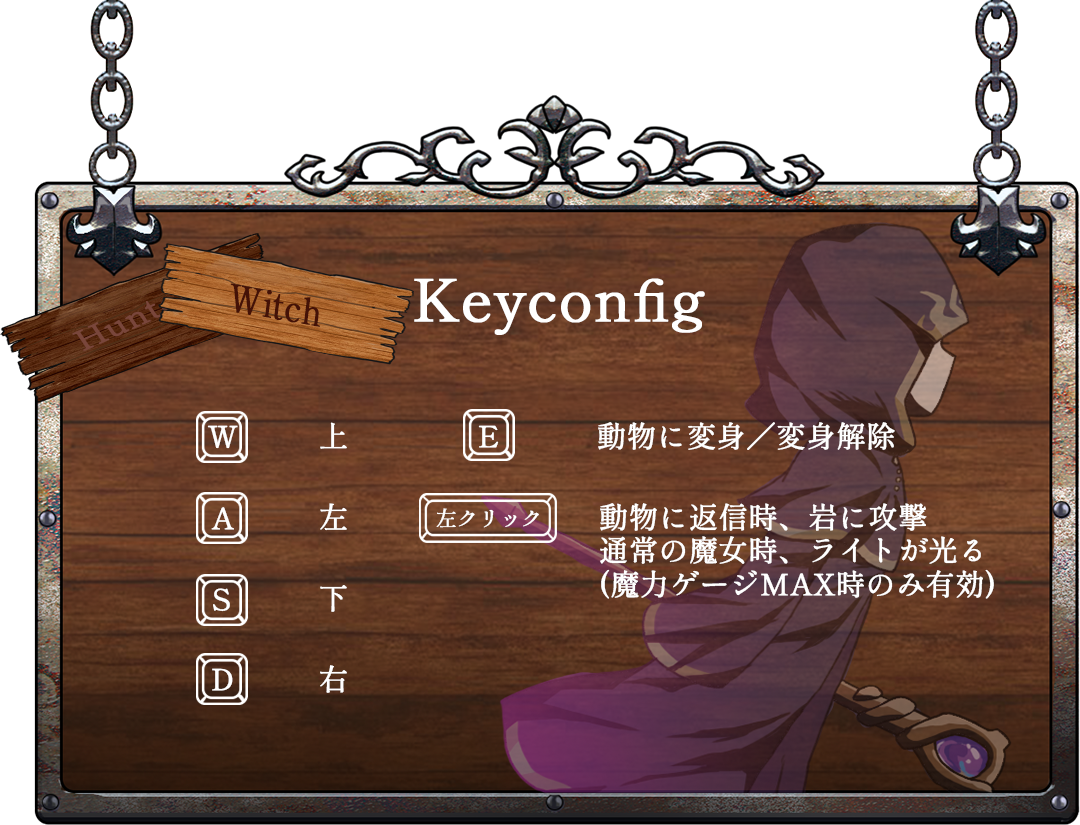 Hunt
Witch
Keyconfig
W 上
E 動物に変身／変身解除
A 左
左クリック 動物に返信時、岩に攻撃
通常の魔女時、ライトが光る
(魔力ゲージMAX時のみ有効)
S 下
D 右